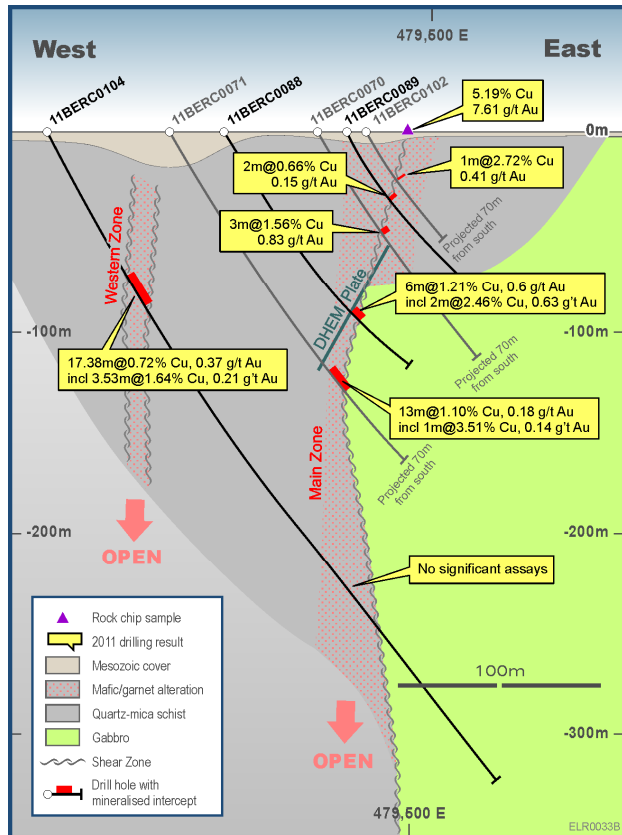 479,500 E
West
East
11BERC0104
11BERC0071
11BERC0088
11BERC0070
11BERC0089
11BERC0102
5.19% Cu
7.61 g/t Au
0m
2m@0.66% Cu
0.15 g/t Au
1m@2.72% Cu
0.41 g/t Au
3m@1.56% Cu
0.83 g/t Au
Projected 70m
from south
Western Zone
DHEM Plate
6m@1.21% Cu, 0.6 g/t Au
incl 2m@2.46% Cu, 0.63 g't Au
-100m
-100m
17.38m@0.72% Cu, 0.37 g/t Au
incl 3.53m@1.64% Cu, 0.21 g't Au
Projected 70m
from south
13m@1.10% Cu, 0.18 g/t Au
incl 1m@3.51% Cu, 0.14 g't Au
Main Zone
Projected 70m
from south
-200m
-200m
OPEN
No significant assays
Rock chip sample
2011 drilling result
Mesozoic cover
Mafic/garnet alteration
Quartz-mica schist
Gabbro
Shear Zone
Drill hole with
mineralised intercept
100m
-300m
OPEN
479,500 E
ELR0033B